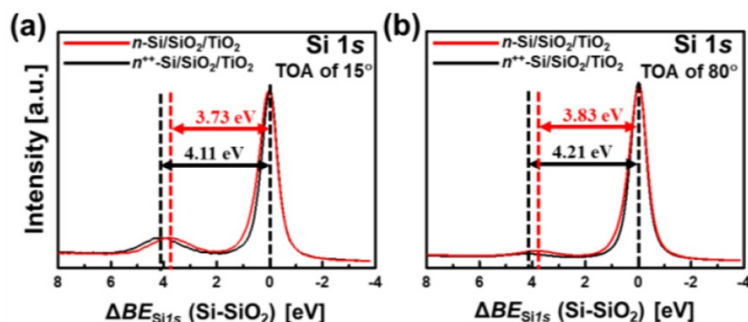 (a)
n-Si/SiO₂/TiO₂
n⁺⁺-Si/SiO₂/TiO₂
Si 1s
TOA of 15°
3.73 eV
4.11 eV
Intensity [a.u.]
8 6 4 2 0 -2 -4
ΔBE_Si1s (Si-SiO₂) [eV]
(b)
n-Si/SiO₂/TiO₂
n⁺⁺-Si/SiO₂/TiO₂
Si 1s
TOA of 80°
3.83 eV
4.21 eV
8 6 4 2 0 -2 -4
ΔBE_Si1s (Si-SiO₂) [eV]